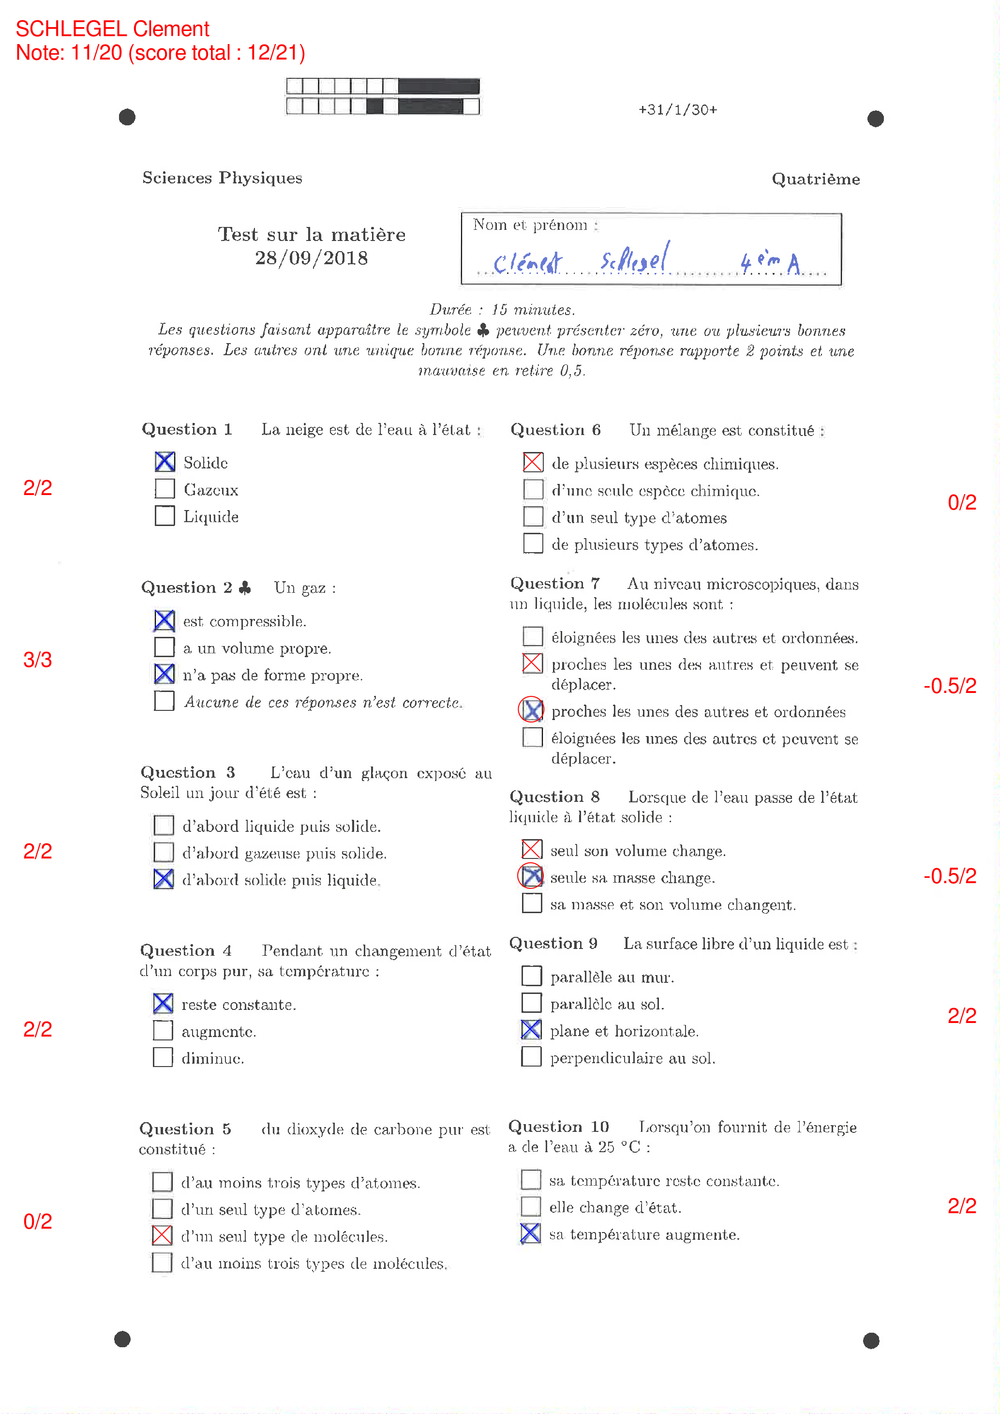 SCHLEGEL Clement
Note: 11/20 (score total : 12/21)
+31/1/30+
Sciences Physiques
Quatrième
Test sur la matière
28/09/2018
Nom et prénom :
Clément Schlegel 4èm A
Durée : 15 minutes.
Les questions faisant apparaître le symbole ♣ peuvent présenter zéro, une ou plusieurs bonnes
réponses. Les autres ont une unique bonne réponse. Une bonne réponse rapporte 2 points et une
mauvaise en retire 0,5.
Question 1 La neige est de l'eau à l'état :
Solide
Gazeux
Liquide
2/2
Question 2 ♣ Un gaz :
est compressible.
a un volume propre.
n'a pas de forme propre.
Aucune de ces réponses n'est correcte.
3/3
Question 3 L'eau d'un glaçon exposé au
Soleil un jour d'été est :
d'abord liquide puis solide.
d'abord gazeuse puis solide.
d'abord solide puis liquide.
2/2
Question 4 Pendant un changement d'état
d'un corps pur, sa température :
reste constante.
augmente.
diminue.
2/2
Question 5 du dioxyde de carbone pur est
constitué :
d'au moins trois types d'atomes.
d'un seul type d'atomes.
d'un seul type de molécules.
d'au moins trois types de molécules.
0/2
Question 6 Un mélange est constitué :
de plusieurs espèces chimiques.
d'une seule espèce chimique.
d'un seul type d'atomes
de plusieurs types d'atomes.
0/2
Question 7 Au niveau microscopiques, dans
un liquide, les molécules sont :
éloignées les unes des autres et ordonnées.
proches les unes des autres et peuvent se
déplacer.
proches les unes des autres et ordonnées
éloignées les unes des autres et peuvent se
déplacer.
-0.5/2
Question 8 Lorsque de l'eau passe de l'état
liquide à l'état solide :
seul son volume change.
seule sa masse change.
sa masse et son volume changent.
-0.5/2
Question 9 La surface libre d'un liquide est :
parallèle au mur.
parallèle au sol.
plane et horizontale.
perpendiculaire au sol.
2/2
Question 10 Lorsqu'on fournit de l'énergie
a de l'eau à 25 °C :
sa température reste constante.
elle change d'état.
sa température augmente.
2/2